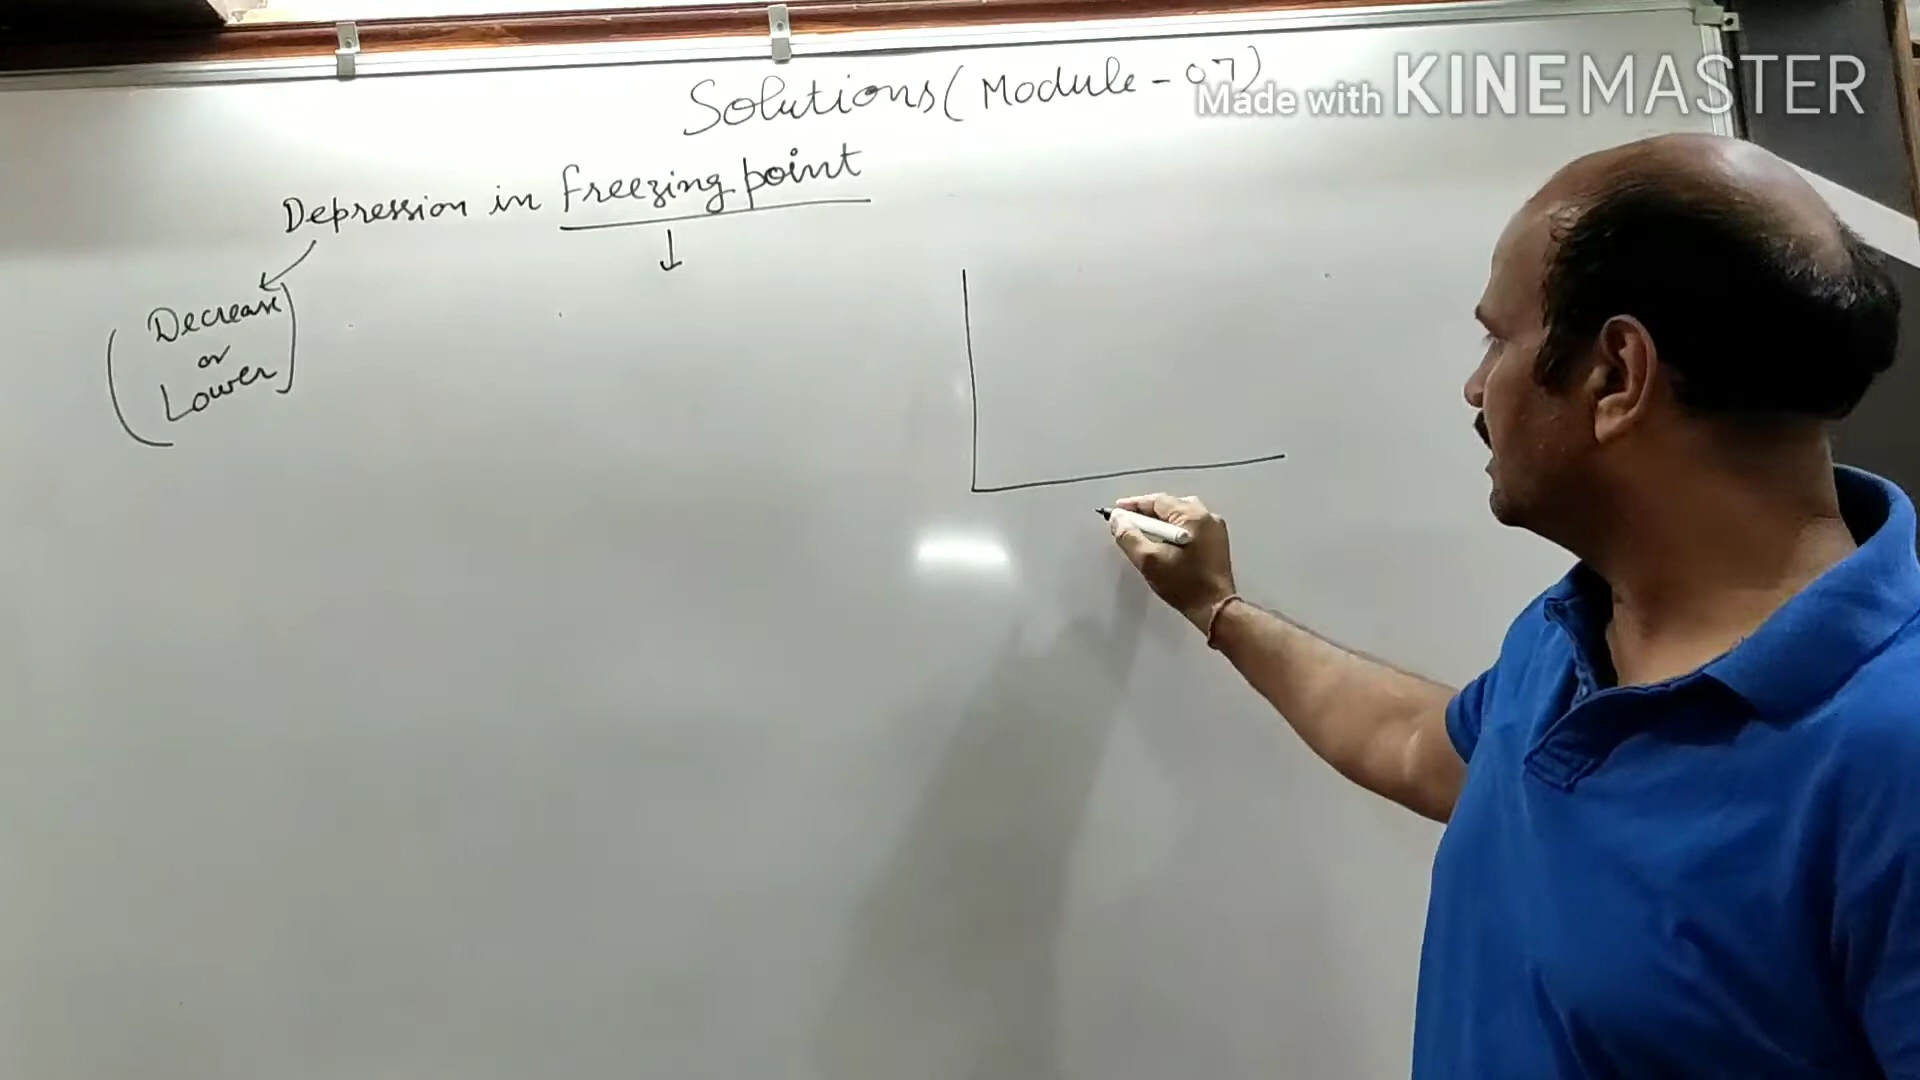 Solutions (Module - 07)
Made with KINEMASTER
Depression in freezing point
Decrease
or
Lower